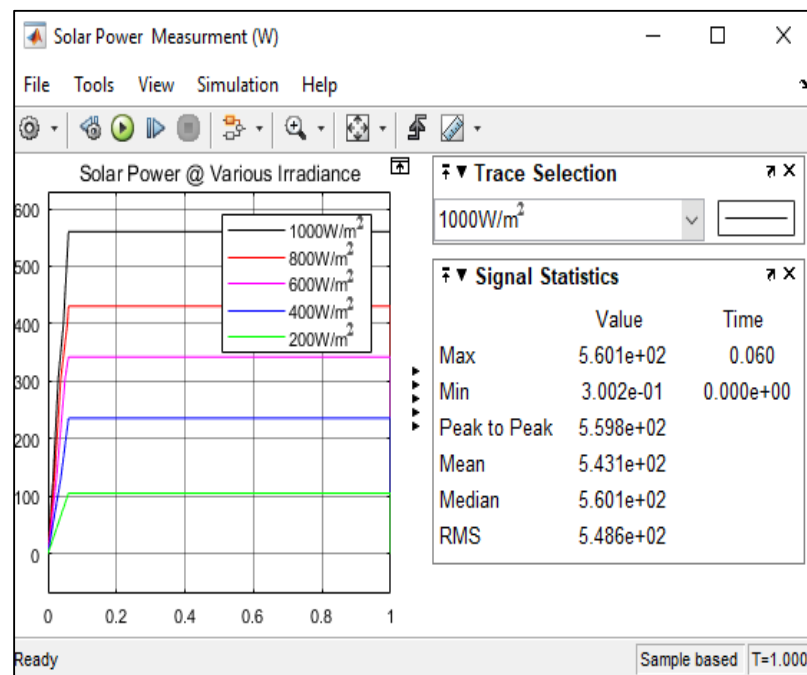 Solar Power Measurment (W)
File Tools View Simulation Help
Solar Power @ Various Irradiance
600
500
400
300
200
100
0
0 0.2 0.4 0.6 0.8 1
1000W/m²
800W/m²
600W/m²
400W/m²
200W/m²
Trace Selection
1000W/m²
Signal Statistics
Value Time
Max 5.601e+02 0.060
Min 3.002e-01 0.000e+00
Peak to Peak 5.598e+02
Mean 5.431e+02
Median 5.601e+02
RMS 5.486e+02
Ready Sample based T=1.000